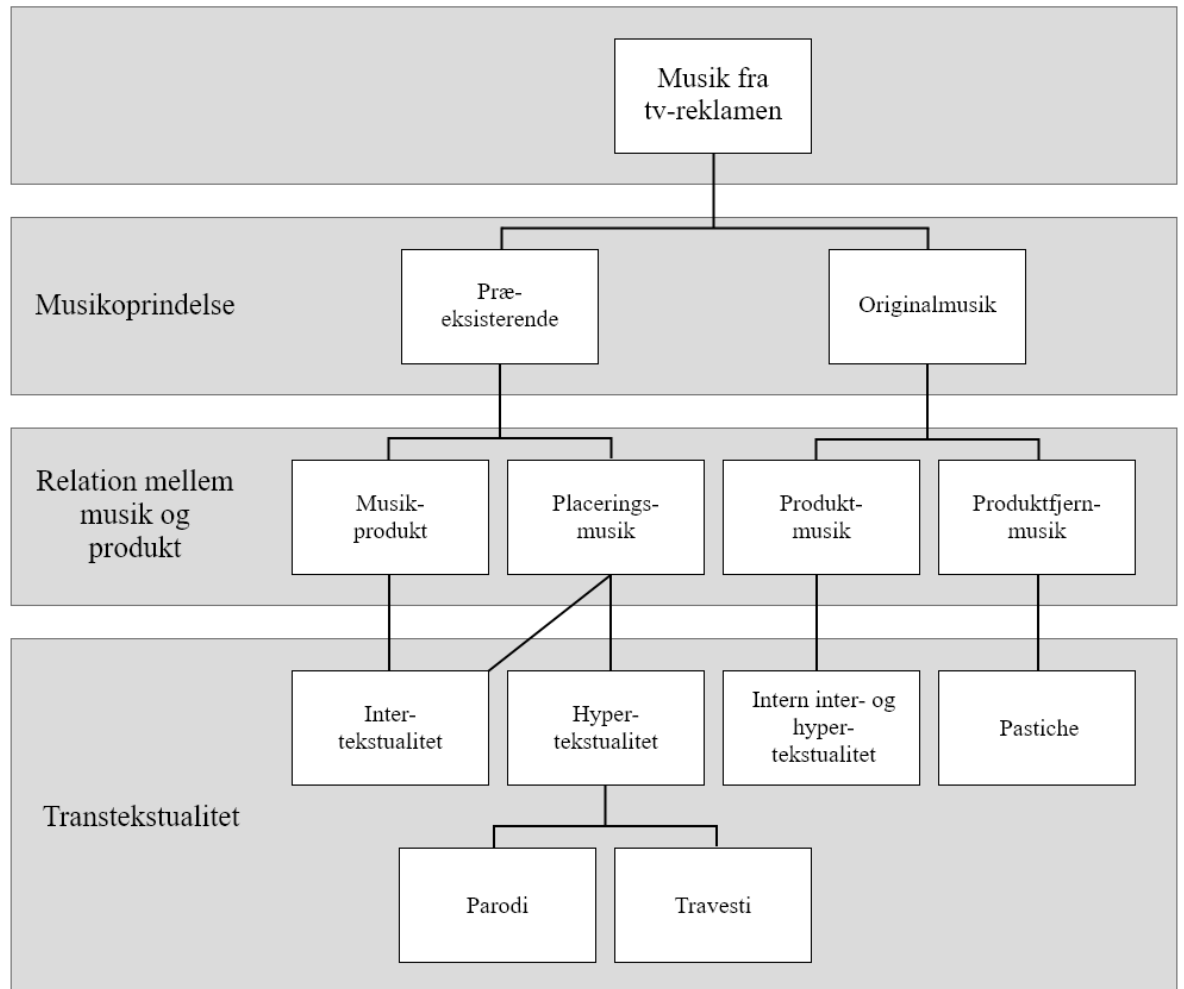 Musik fra
tv-reklamen
Musikoprindelse
Præ-
eksisterende
Originalmusik
Relation mellem
musik og
produkt
Musik-
produkt
Placerings-
musik
Produkt-
musik
Produktfjern-
musik
Transtekstualitet
Inter-
tekstualitet
Hyper-
tekstualitet
Intern inter- og
hyper-
tekstualitet
Pastiche
Parodi
Travesti